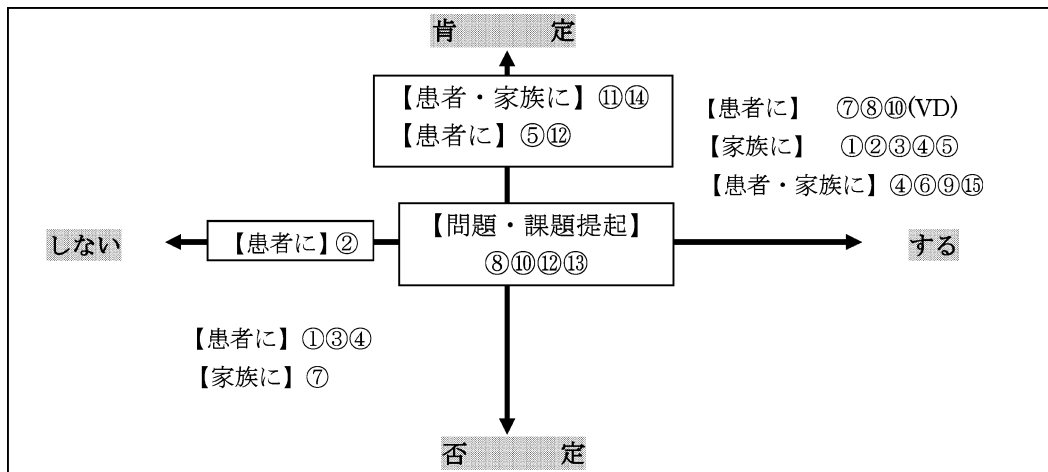 肯 定
【患者・家族に】⑪⑭
【患者に】⑤⑫
【患者に】 ⑦⑧⑩(VD)
【家族に】 ①②③④⑤
【患者・家族に】④⑥⑨⑮
しない
【患者に】②
【問題・課題提起】
⑧⑩⑫⑬
する
【患者に】①③④
【家族に】⑦
否 定